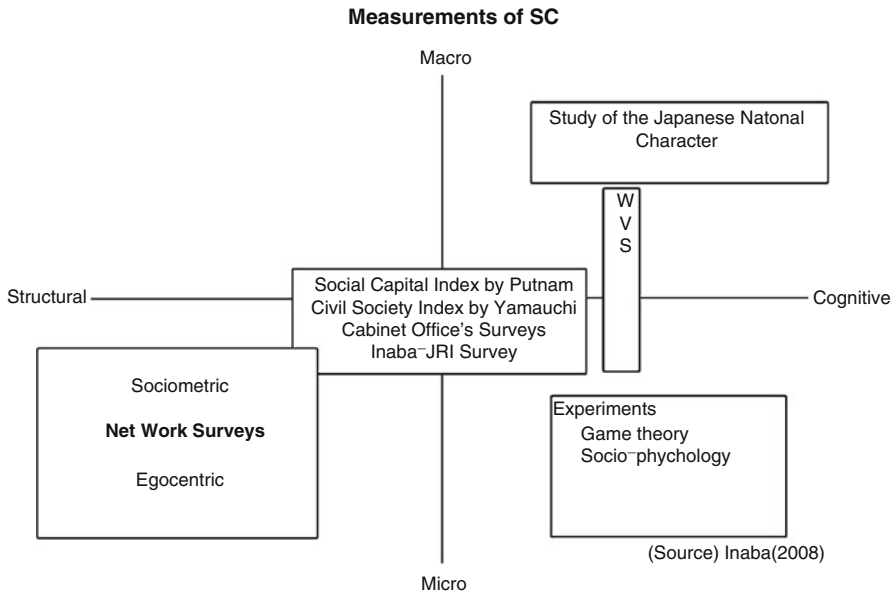 Measurements of SC
Macro
Study of the Japanese Natonal
Character
W
V
S
Structural
Social Capital Index by Putnam
Civil Society Index by Yamauchi
Cabinet Office's Surveys
Inaba–JRI Survey
Cognitive
Sociometric
Net Work Surveys
Egocentric
Experiments
Game theory
Socio–phychology
(Source) Inaba(2008)
Micro